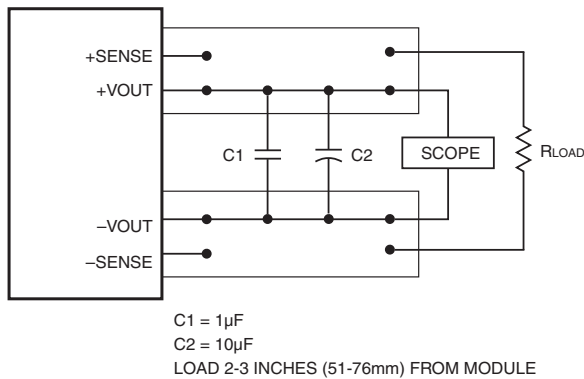 +SENSE
+VOUT
C1
C2
SCOPE
RLOAD
–VOUT
–SENSE
C1 = 1µF
C2 = 10µF
LOAD 2-3 INCHES (51-76mm) FROM MODULE